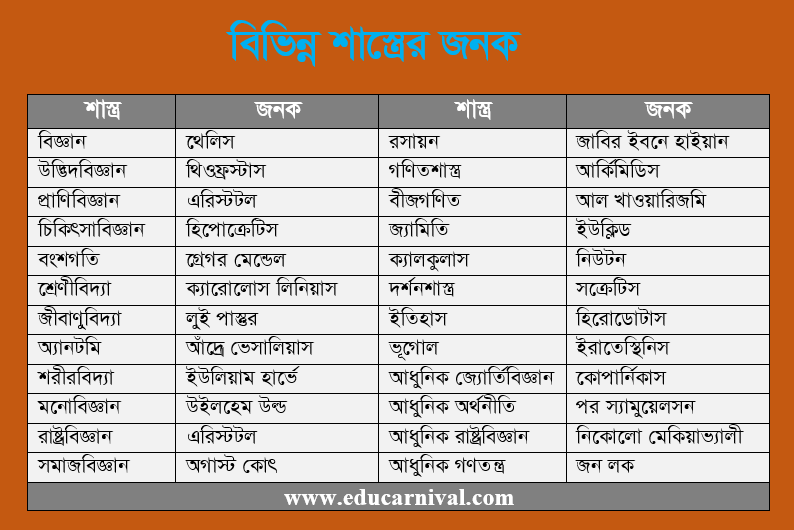 বিভিন্ন শাস্ত্রের জনক
শাস্ত্র জনক শাস্ত্র জনক
বিজ্ঞান থেলিস রসায়ন জাবির ইবনে হাইয়ান
উদ্ভিদবিজ্ঞান থিওফ্রস্টাস গণিতশাস্ত্র আর্কিমিডিস
প্রাণিবিজ্ঞান এরিস্টটল বীজগণিত আল খাওয়ারিজমি
চিকিৎসাবিজ্ঞান হিপোক্রেটিস জ্যামিতি ইউক্লিড
বংশগতি গ্রেগর মেন্ডেল ক্যালকুলাস নিউটন
শ্রেণীবিদ্যা ক্যারোলোস লিনিয়াস দর্শনশাস্ত্র সক্রেটিস
জীবাণুবিদ্যা লুই পাস্তুর ইতিহাস হিরোডোটাস
অ্যানটমি আঁদ্রে ভেসালিয়াস ভূগোল ইরাতেস্থিনিস
শরীরবিদ্যা ইউলিয়াম হার্ভে আধুনিক জ্যোর্তিবিজ্ঞান কোপার্নিকাস
মনোবিজ্ঞান উইলহেম উন্ড আধুনিক অর্থনীতি পর স্যামুয়েলসন
রাষ্ট্রবিজ্ঞান এরিস্টটল আধুনিক রাষ্ট্রবিজ্ঞান নিকোলো মেকিয়াভ্যালী
সমাজবিজ্ঞান অগাস্ট কোৎ আধুনিক গণতন্ত্র জন লক
www.educarnival.com